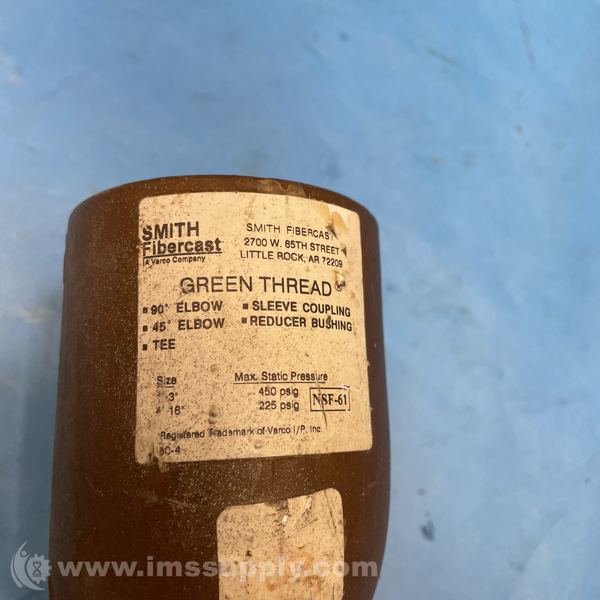 SMITH
Fibercast
A Varco Company
SMITH FIBERCAST
2700 W. 65TH STREET
LITTLE ROCK, AR 72209
GREEN THREAD®
▪ 90° ELBOW ▪ SLEEVE COUPLING
▪ 45° ELBOW ▪ REDUCER BUSHING
▪ TEE
Size Max. Static Pressure
3" 450 psig
16" 225 psig
NSF-61
Registered Trademark of Varco I/P, Inc.
www.imssupply.com